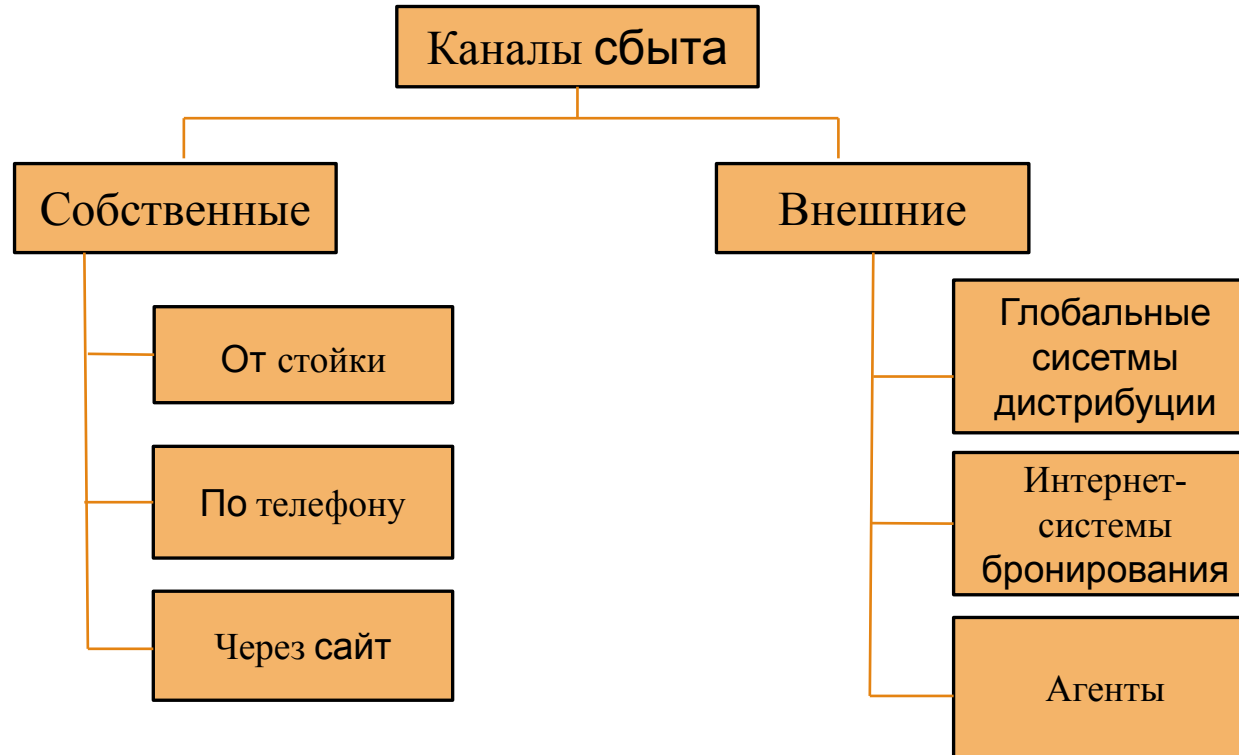 Каналы сбыта
Собственные
От стойки
По телефону
Через сайт
Внешние
Глобальные
сисетмы
дистрибуции
Интернет-
системы
бронирования
Агенты